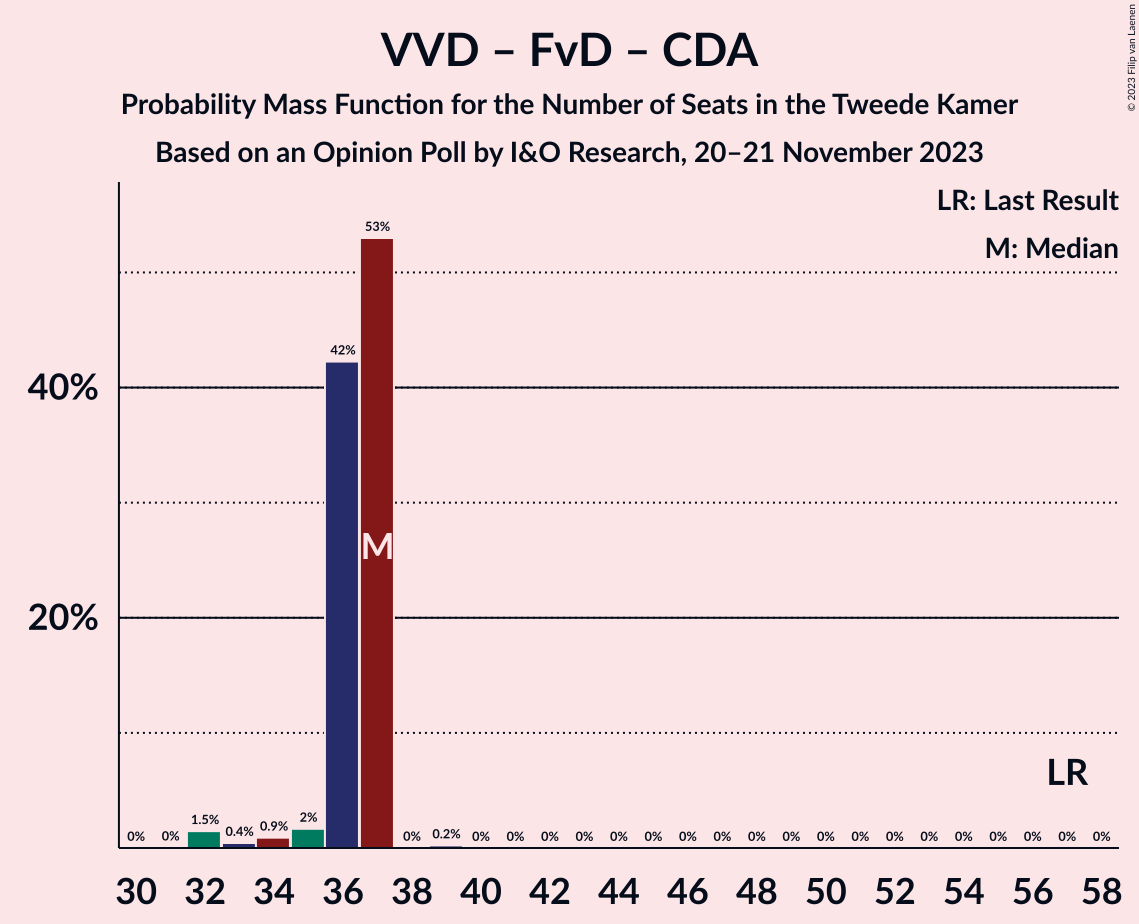 VVD – FvD – CDA
Probability Mass Function for the Number of Seats in the Tweede Kamer
Based on an Opinion Poll by I&O Research, 20–21 November 2023
© 2023 Filip van Laenen
LR: Last Result
M: Median
53%
42%
40%
M
20%
LR
0% 0% 1.5% 0.4% 0.9% 2% 0% 0.2% 0% 0% 0% 0% 0% 0% 0% 0% 0% 0% 0% 0% 0% 0% 0% 0% 0% 0% 0%
30 32 34 36 38 40 42 44 46 48 50 52 54 56 58